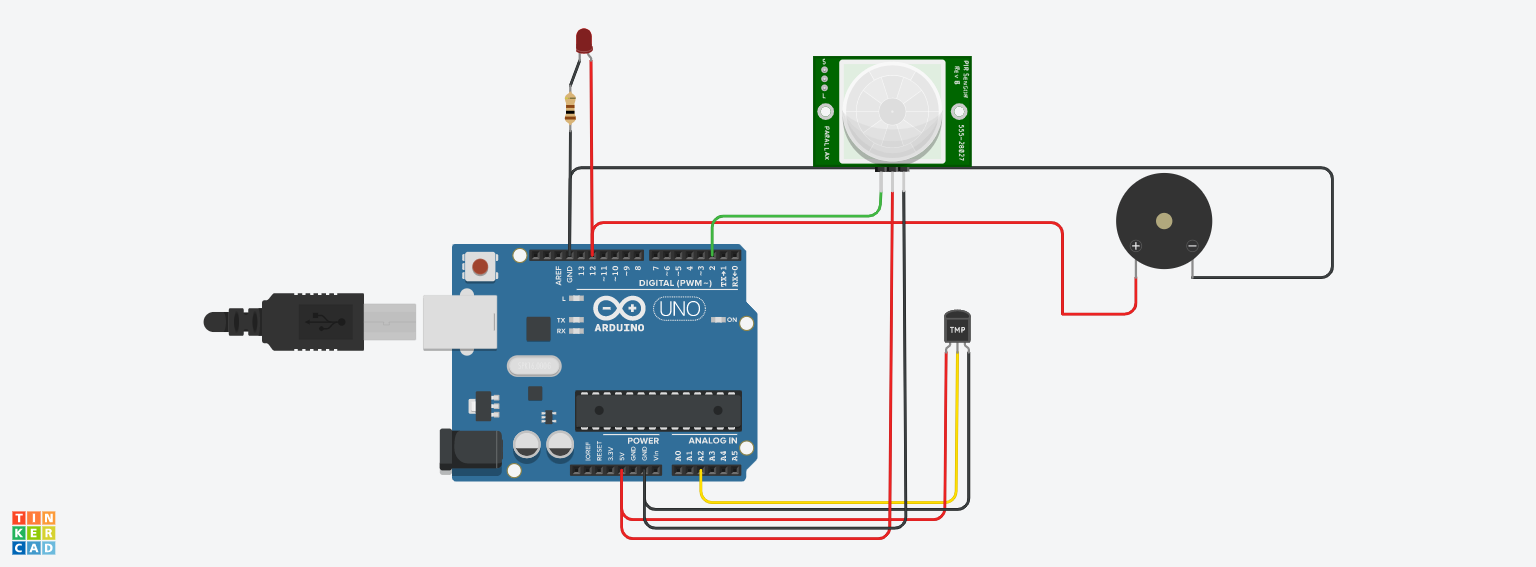 S
L
PARALLAX
PIR Sensor
Rev B
555-28027
AREF
GND
13
12
~11
~10
~9
8
7
~6
~5
4
~3
2
TX→1
RX←0
DIGITAL (PWM~)
L
TX
RX
ARDUINO
UNO
ON
TMP
+
−
POWER
ANALOG IN
IOREF
RESET
3.3V
5V
GND
GND
Vin
A0
A1
A2
A3
A4
A5
TIN
KER
CAD